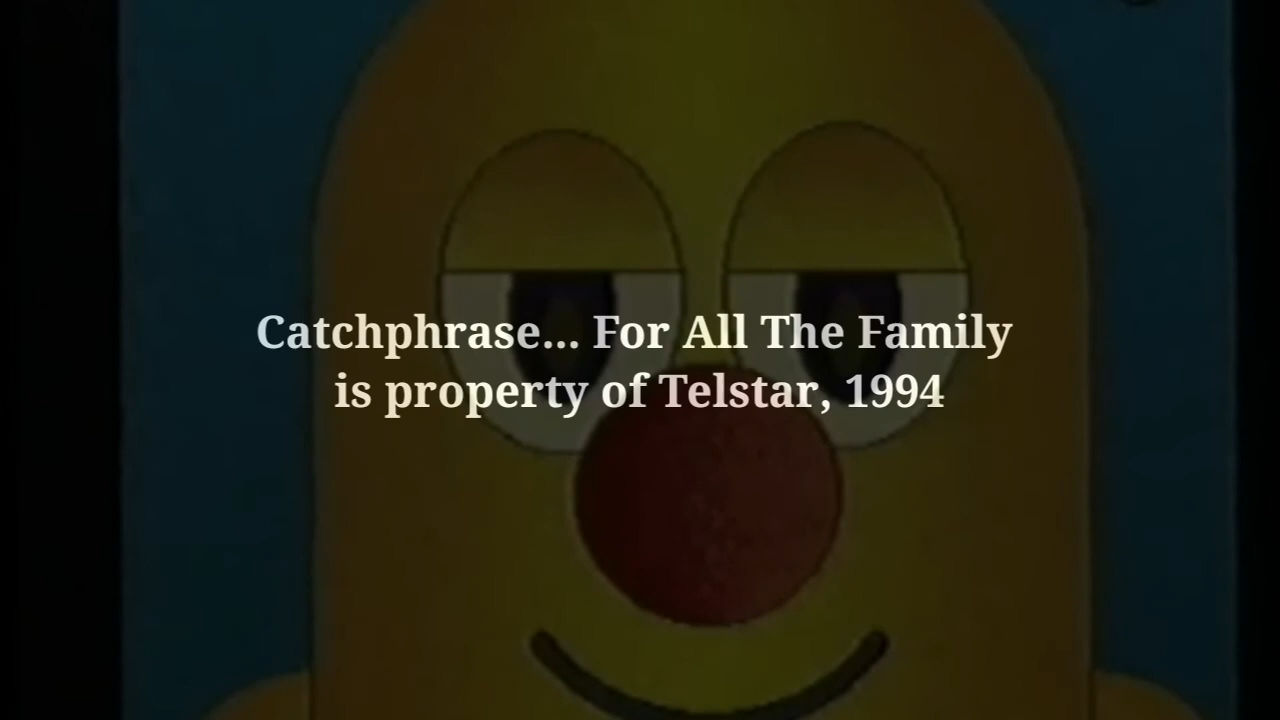 Catchphrase... For All The Family
is property of Telstar, 1994